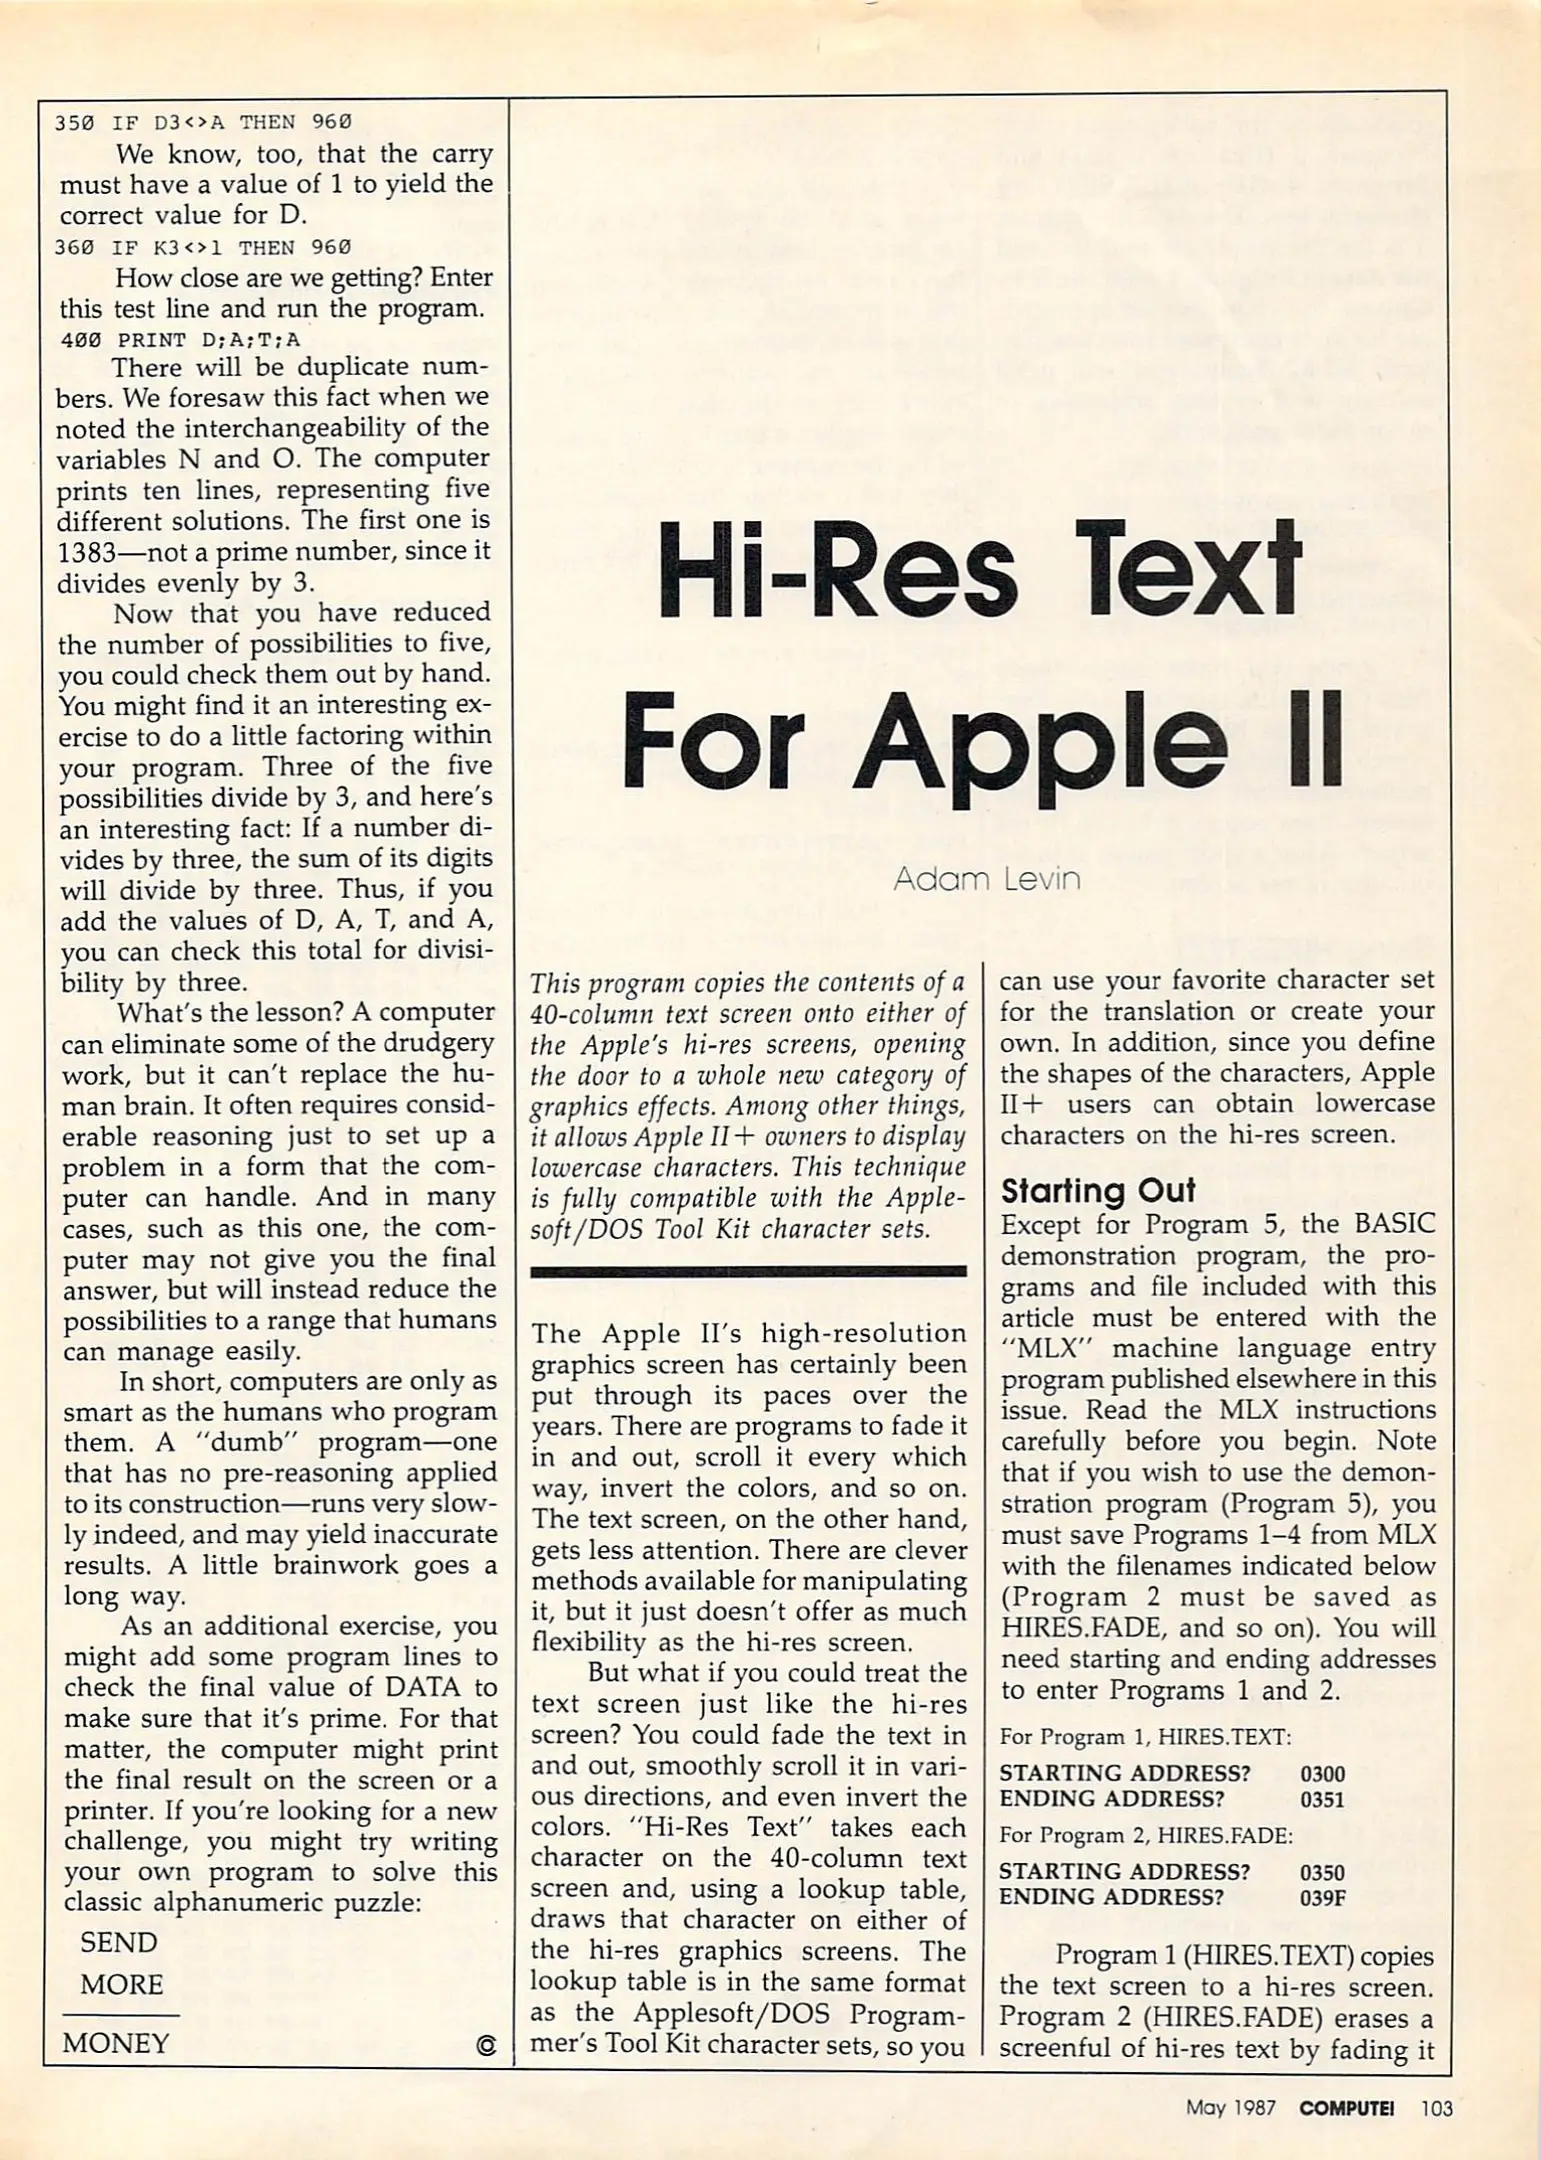 350 IF D3<>A THEN 960
We know, too, that the carry
must have a value of 1 to yield the
correct value for D.
360 IF K3<>1 THEN 960
How close are we getting? Enter
this test line and run the program.
400 PRINT D;A;T;A
There will be duplicate num-
bers. We foresaw this fact when we
noted the interchangeability of the
variables N and O. The computer
prints ten lines, representing five
different solutions. The first one is
1383—not a prime number, since it
divides evenly by 3.
Now that you have reduced
the number of possibilities to five,
you could check them out by hand.
You might find it an interesting ex-
ercise to do a little factoring within
your program. Three of the five
possibilities divide by 3, and here's
an interesting fact: If a number di-
vides by three, the sum of its digits
will divide by three. Thus, if you
add the values of D, A, T, and A,
you can check this total for divisi-
bility by three.
What's the lesson? A computer
can eliminate some of the drudgery
work, but it can't replace the hu-
man brain. It often requires consid-
erable reasoning just to set up a
problem in a form that the com-
puter can handle. And in many
cases, such as this one, the com-
puter may not give you the final
answer, but will instead reduce the
possibilities to a range that humans
can manage easily.
In short, computers are only as
smart as the humans who program
them. A "dumb" program—one
that has no pre-reasoning applied
to its construction—runs very slow-
ly indeed, and may yield inaccurate
results. A little brainwork goes a
long way.
As an additional exercise, you
might add some program lines to
check the final value of DATA to
make sure that it's prime. For that
matter, the computer might print
the final result on the screen or a
printer. If you're looking for a new
challenge, you might try writing
your own program to solve this
classic alphanumeric puzzle:
SEND
MORE
MONEY
Hi-Res Text
For Apple II
Adam Levin
This program copies the contents of a
40-column text screen onto either of
the Apple's hi-res screens, opening
the door to a whole new category of
graphics effects. Among other things,
it allows Apple II+ owners to display
lowercase characters. This technique
is fully compatible with the Apple-
soft/DOS Tool Kit character sets.
The Apple II's high-resolution
graphics screen has certainly been
put through its paces over the
years. There are programs to fade it
in and out, scroll it every which
way, invert the colors, and so on.
The text screen, on the other hand,
gets less attention. There are clever
methods available for manipulating
it, but it just doesn't offer as much
flexibility as the hi-res screen.
But what if you could treat the
text screen just like the hi-res
screen? You could fade the text in
and out, smoothly scroll it in vari-
ous directions, and even invert the
colors. "Hi-Res Text" takes each
character on the 40-column text
screen and, using a lookup table,
draws that character on either of
the hi-res graphics screens. The
lookup table is in the same format
as the Applesoft/DOS Program-
mer's Tool Kit character sets, so you
can use your favorite character set
for the translation or create your
own. In addition, since you define
the shapes of the characters, Apple
II+ users can obtain lowercase
characters on the hi-res screen.
Starting Out
Except for Program 5, the BASIC
demonstration program, the pro-
grams and file included with this
article must be entered with the
"MLX" machine language entry
program published elsewhere in this
issue. Read the MLX instructions
carefully before you begin. Note
that if you wish to use the demon-
stration program (Program 5), you
must save Programs 1–4 from MLX
with the filenames indicated below
(Program 2 must be saved as
HIRES.FADE, and so on). You will
need starting and ending addresses
to enter Programs 1 and 2.
For Program 1, HIRES.TEXT:
STARTING ADDRESS? 0300
ENDING ADDRESS? 0351
For Program 2, HIRES.FADE:
STARTING ADDRESS? 0350
ENDING ADDRESS? 039F
Program 1 (HIRES.TEXT) copies
the text screen to a hi-res screen.
Program 2 (HIRES.FADE) erases a
screenful of hi-res text by fading it
May 1987 COMPUTE! 103